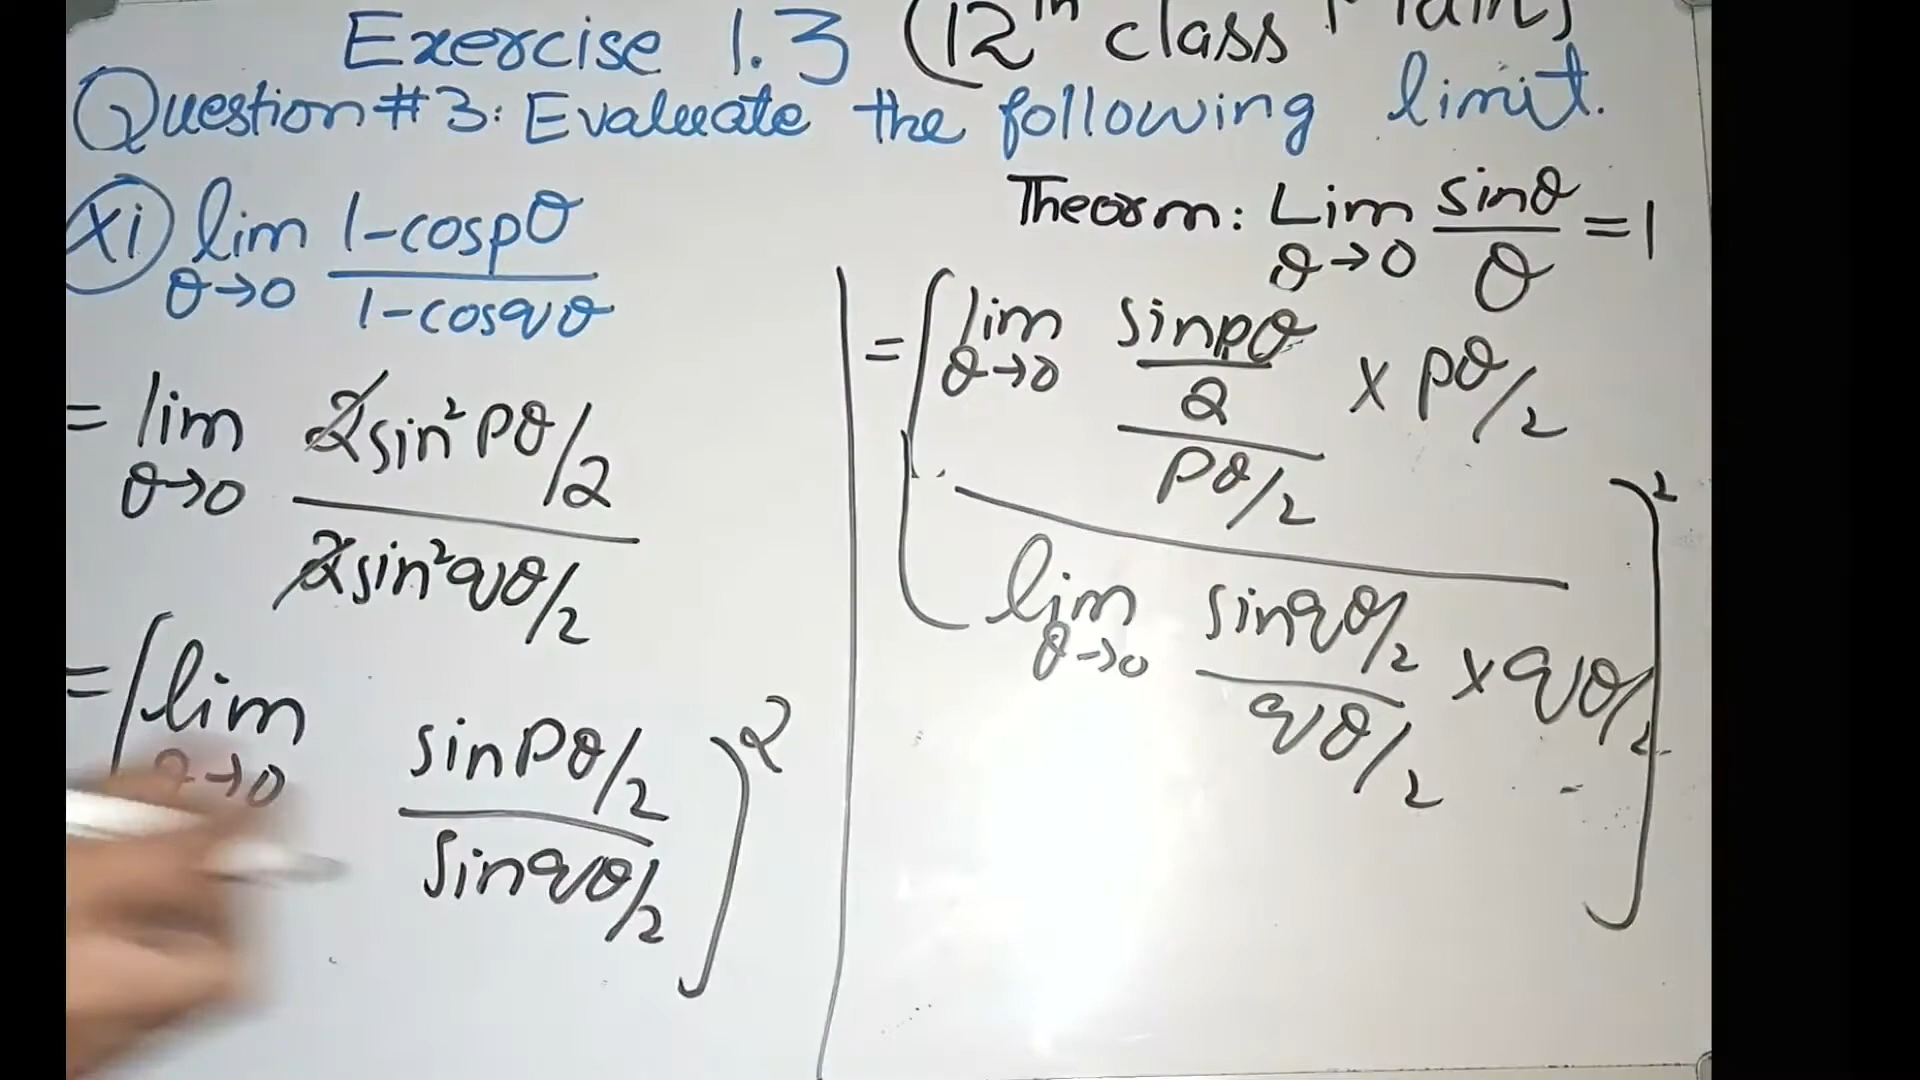 Exercise 1.3 (12th class Math)
Question#3: Evaluate the following limit.
xi) lim θ→0 1-cospθ / 1-cosqθ
= lim θ→0 2sin²pθ/2 / 2sin²qθ/2
= (lim θ→0 sinpθ/2 / sinqθ/2)²
Theorm: Lim θ→0 sinθ / θ = 1
= (lim θ→0 sinpθ/2 / pθ/2 × pθ/2
lim θ→0 sinqθ/2 / qθ/2 × qθ/2)²